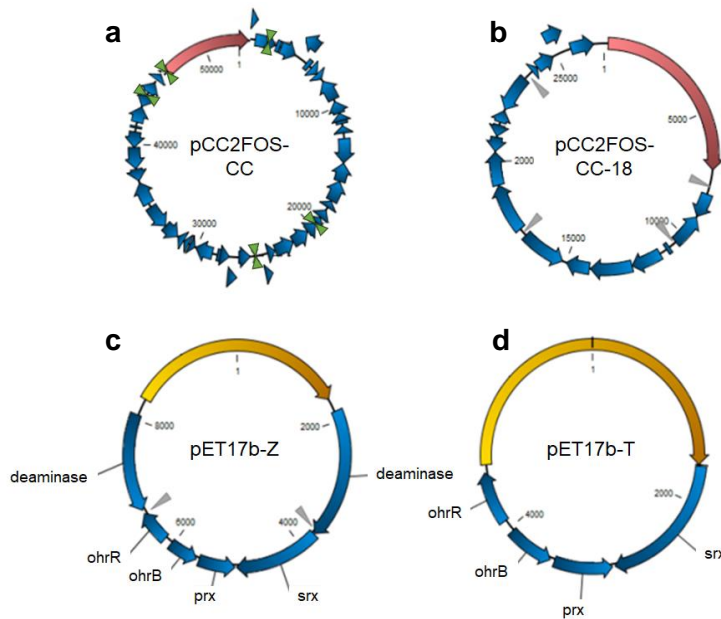 a
50000
1
10000
40000
pCC2FOS-
CC
20000
30000
b
25000
1
5000
pCC2FOS-
CC-18
2000
10000
15000
c
1
2000
8000
pET17b-Z
deaminase
deaminase
4000
6000
ohrR
ohrB
prx
srx
d
1
pET17b-T
2000
4000
ohrR
ohrB
srx
prx